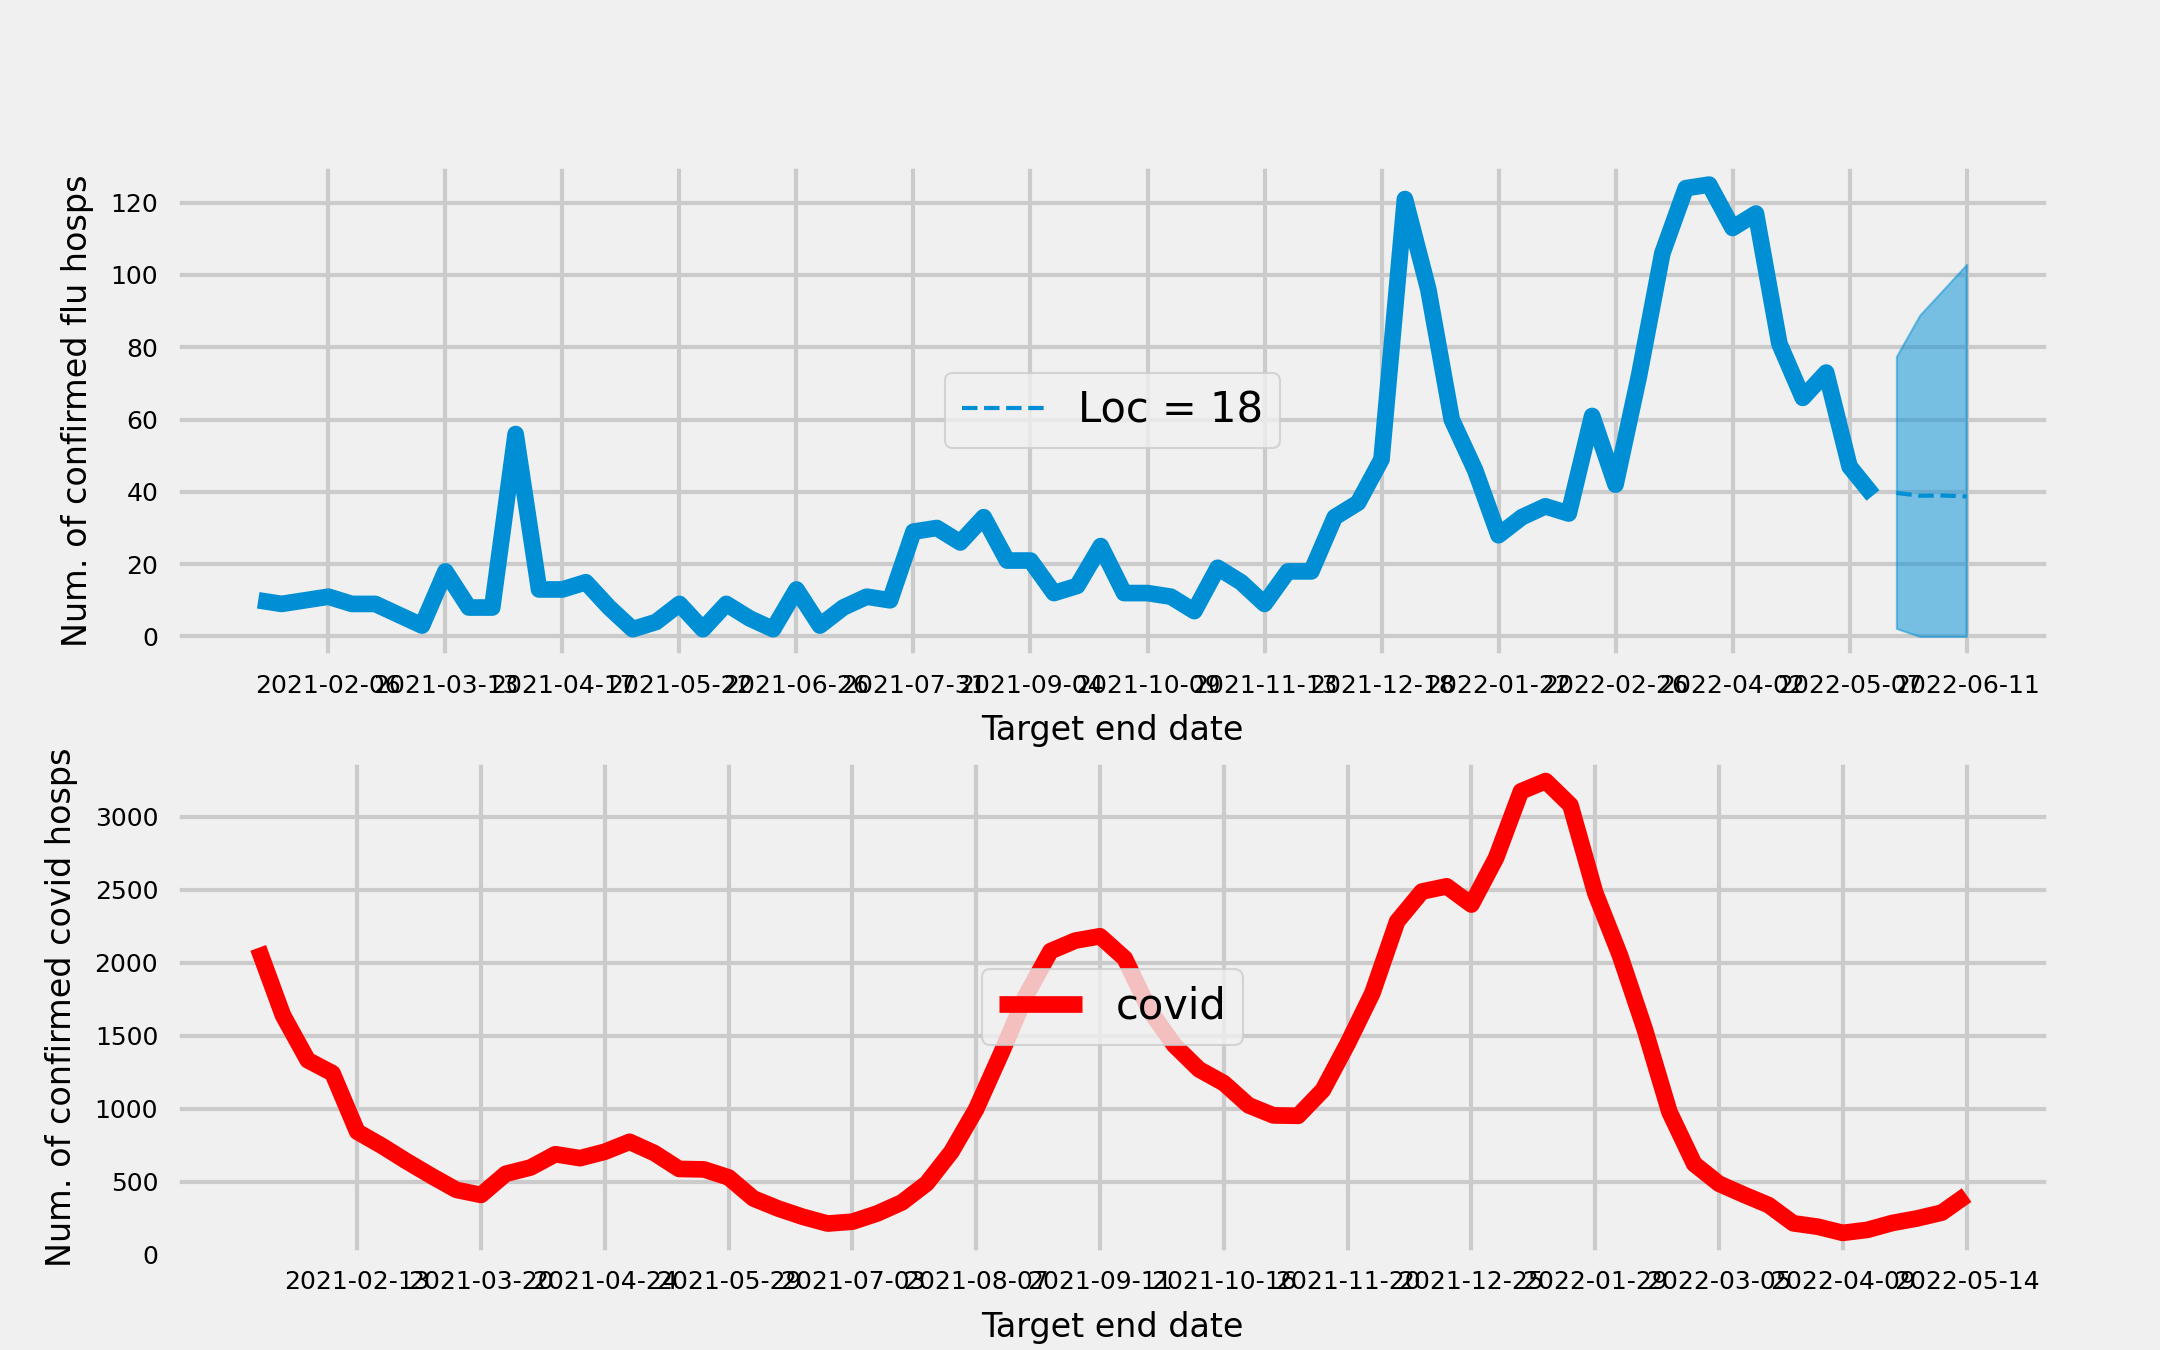 Num. of confirmed flu hosps
120
100
80
60
40
20
0
Loc = 18
2021-02-06 2021-03-13 2021-04-17 2021-05-22 2021-06-26 2021-07-31 2021-09-04 2021-10-09 2021-11-13 2021-12-18 2022-01-22 2022-02-26 2022-04-02 2022-05-07 2022-06-11
Target end date
Num. of confirmed covid hosps
3000
2500
2000
1500
1000
500
0
covid
2021-02-13 2021-03-20 2021-04-24 2021-05-29 2021-07-03 2021-08-07 2021-09-11 2021-10-16 2021-11-20 2021-12-25 2022-01-29 2022-03-05 2022-04-09 2022-05-14
Target end date